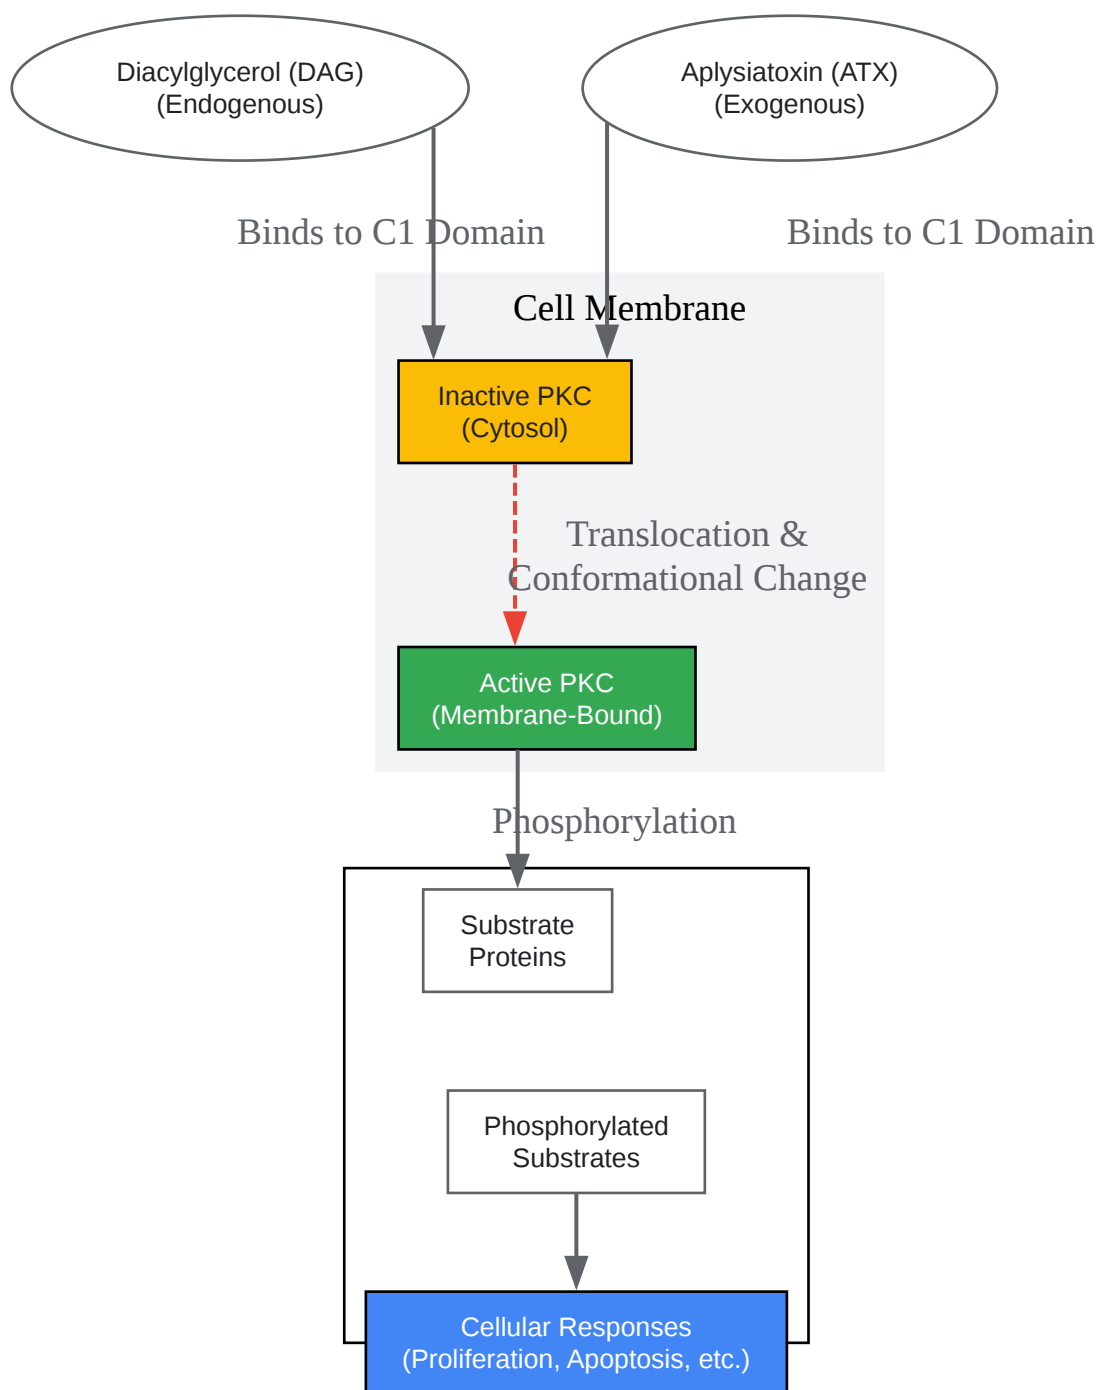 Diacylglycerol (DAG)
(Endogenous)
Aplysiatoxin (ATX)
(Exogenous)
Binds to C1 Domain
Binds to C1 Domain
Cell Membrane
Inactive PKC
(Cytosol)
Translocation &
Conformational Change
Active PKC
(Membrane-Bound)
Phosphorylation
Substrate
Proteins
Phosphorylated
Substrates
Cellular Responses
(Proliferation, Apoptosis, etc.)